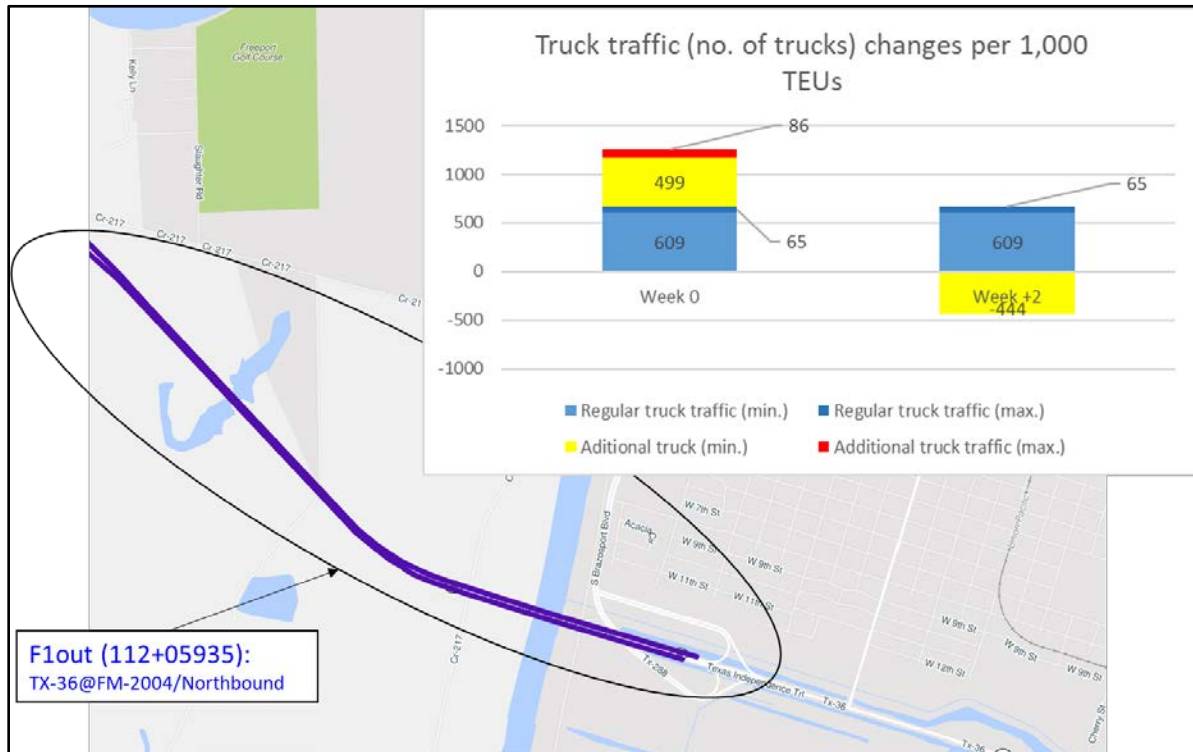 Freeport
Golf Course
Kelly Ln
Slaughter Rd
Cr-217
Cr-217
Cr-217
Cr-217
Cr-21
Truck traffic (no. of trucks) changes per 1,000
TEUs
1500
1000
500
0
-500
-1000
86
499
609
65
65
609
-444
Week 0
Week +2
Regular truck traffic (min.)
Regular truck traffic (max.)
Aditional truck (min.)
Additional truck traffic (max.)
S Brazosport Blvd
W 7th St
Acacia
W 9th St
W 9th St
W 11th St
W 11th St
W 9th St
W 9th St
W 9th St
W 12th St
Cherry St
Cr-217
Tx-288
Texas Independence Trl
Tx-36
Tx-36
F1out (112+05935):
TX-36@FM-2004/Northbound